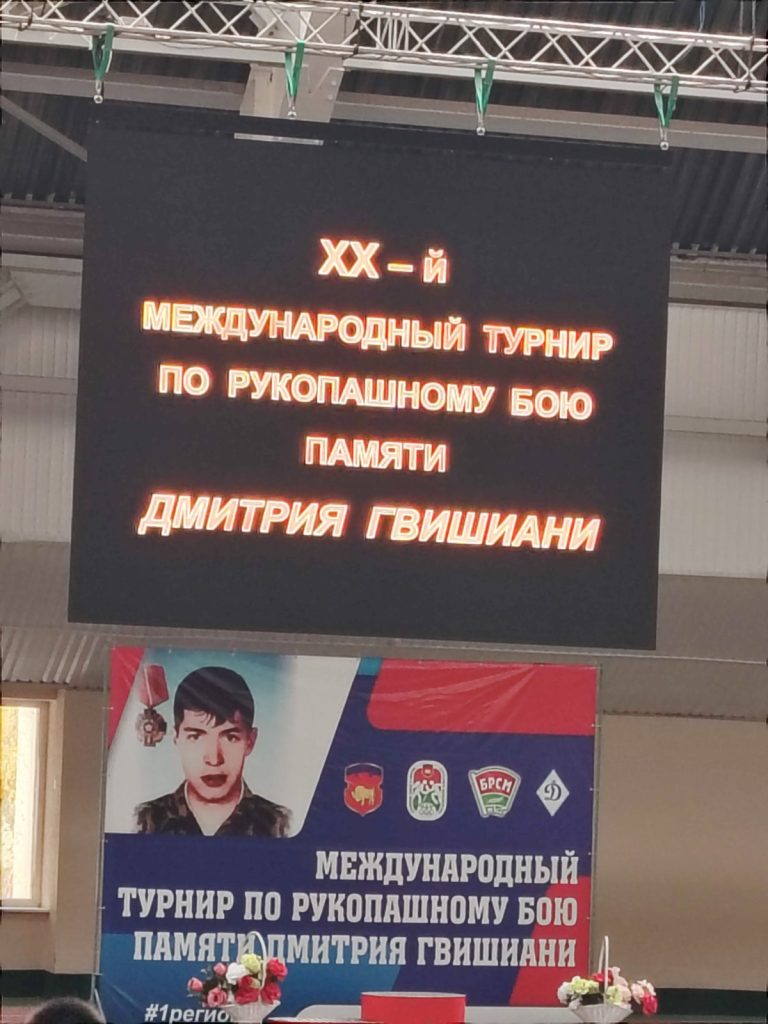 XX – й
МЕЖДУНАРОДНЫЙ ТУРНИР
ПО РУКОПАШНОМУ БОЮ
ПАМЯТИ
ДМИТРИЯ ГВИШИАНИ
БРСМ
Д
МЕЖДУНАРОДНЫЙ
ТУРНИР ПО РУКОПАШНОМУ БОЮ
ПАМЯТИ ДМИТРИЯ ГВИШИАНИ